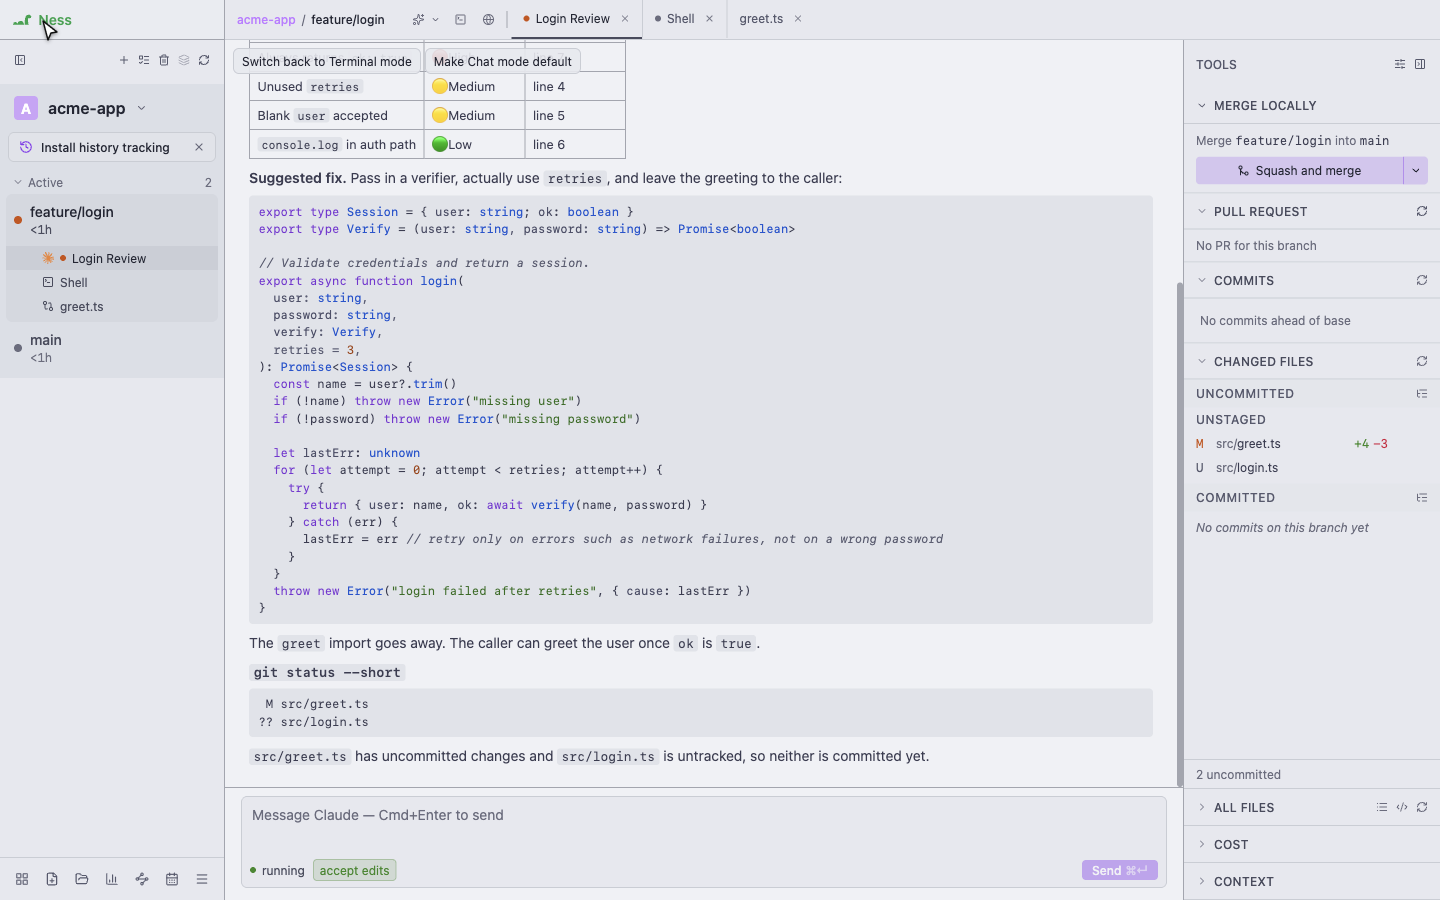 Ness
acme-app / feature/login
Login Review
Shell
greet.ts
acme-app
A
Install history tracking
Active 2
feature/login
<1h
Login Review
Shell
greet.ts
main
<1h
Switch back to Terminal mode
Make Chat mode default
Unused retries Medium line 4
Blank user accepted Medium line 5
console.log in auth path Low line 6
Suggested fix. Pass in a verifier, actually use retries, and leave the greeting to the caller:
export type Session = { user: string; ok: boolean }
export type Verify = (user: string, password: string) => Promise<boolean>
// Validate credentials and return a session.
export async function login(
  user: string,
  password: string,
  verify: Verify,
  retries = 3,
): Promise<Session> {
  const name = user?.trim()
  if (!name) throw new Error("missing user")
  if (!password) throw new Error("missing password")
  let lastErr: unknown
  for (let attempt = 0; attempt < retries; attempt++) {
    try {
      return { user: name, ok: await verify(name, password) }
    } catch (err) {
      lastErr = err // retry only on errors such as network failures, not on a wrong password
    }
  }
  throw new Error("login failed after retries", { cause: lastErr })
}
The greet import goes away. The caller can greet the user once ok is true.
git status --short
 M src/greet.ts
?? src/login.ts
src/greet.ts has uncommitted changes and src/login.ts is untracked, so neither is committed yet.
Message Claude — Cmd+Enter to send
running
accept edits
Send ⌘↵
TOOLS
MERGE LOCALLY
Merge feature/login into main
Squash and merge
PULL REQUEST
No PR for this branch
COMMITS
No commits ahead of base
CHANGED FILES
UNCOMMITTED
UNSTAGED
M src/greet.ts +4 −3
U src/login.ts
COMMITTED
No commits on this branch yet
2 uncommitted
ALL FILES
COST
CONTEXT